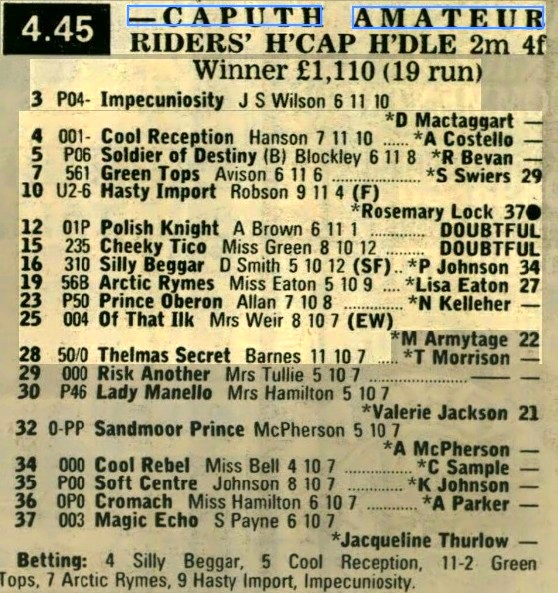 4.45 —CAPUTH AMATEUR
RIDERS' H'CAP H'DLE 2m 4f
Winner £1,110 (19 run)
3 P04- Impecuniosity J S Wilson 6 11 10
*D Mactaggart —
4 001- Cool Reception Hanson 7 11 10 ...... *A Costello —
5 P06 Soldier of Destiny (B) Blockley 6 11 8 *R Bevan —
7 561 Green Tops Avison 6 11 6 .................... *S Swiers 29
10 U2-6 Hasty Import Robson 9 11 4 (F)
*Rosemary Lock 37●
12 01P Polish Knight A Brown 6 11 1 .............. DOUBTFUL
15 235 Cheeky Tico Miss Green 8 10 12 ........... DOUBTFUL
16 310 Silly Beggar D Smith 5 10 12 (SF).. *P Johnson 34
19 56B Arctic Rymes Miss Eaton 5 10 9 .... *Lisa Eaton 27
23 P50 Prince Oberon Allan 7 10 8 .......... *N Kelleher —
25 004 Of That Ilk Mrs Weir 8 10 7 (EW)
*M Armytage 22
28 50/0 Thelmas Secret Barnes 11 10 7 .... *T Morrison —
29 000 Risk Another Mrs Tullie 5 10 7 ...................... —— —
30 P46 Lady Manello Mrs Hamilton 5 10 7
*Valerie Jackson 21
32 0-PP Sandmoor Prince McPherson 5 10 7
*A McPherson —
34 000 Cool Rebel Miss Bell 4 10 7 ............... *C Sample —
35 P00 Soft Centre Johnson 8 10 7 .............. *K Johnson —
36 0P0 Cromach Miss Hamilton 6 10 7 .......... *A Parker —
37 003 Magic Echo S Payne 6 10 7
*Jacqueline Thurlow —
Betting: 4 Silly Beggar, 5 Cool Reception, 11-2 Green
Tops, 7 Arctic Rymes, 9 Hasty Import, Impecuniosity.